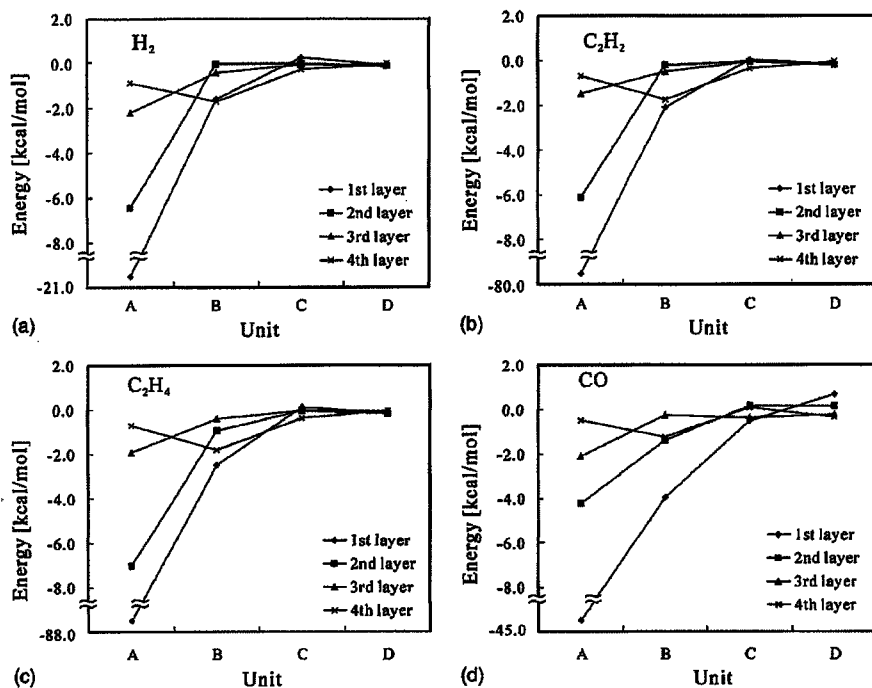 H₂
Energy [kcal/mol]
2.0
0.0
-2.0
-4.0
-6.0
-8.0
-21.0
1st layer
2nd layer
3rd layer
4th layer
A B C D
Unit
(a)
C₂H₂
Energy [kcal/mol]
2.0
0.0
-2.0
-4.0
-6.0
-8.0
-80.0
1st layer
2nd layer
3rd layer
4th layer
A B C D
Unit
(b)
C₂H₄
Energy [kcal/mol]
2.0
0.0
-2.0
-4.0
-6.0
-8.0
-88.0
1st layer
2nd layer
3rd layer
4th layer
A B C D
Unit
(c)
CO
Energy [kcal/mol]
2.0
0.0
-2.0
-4.0
-6.0
-8.0
-45.0
1st layer
2nd layer
3rd layer
4th layer
A B C D
Unit
(d)